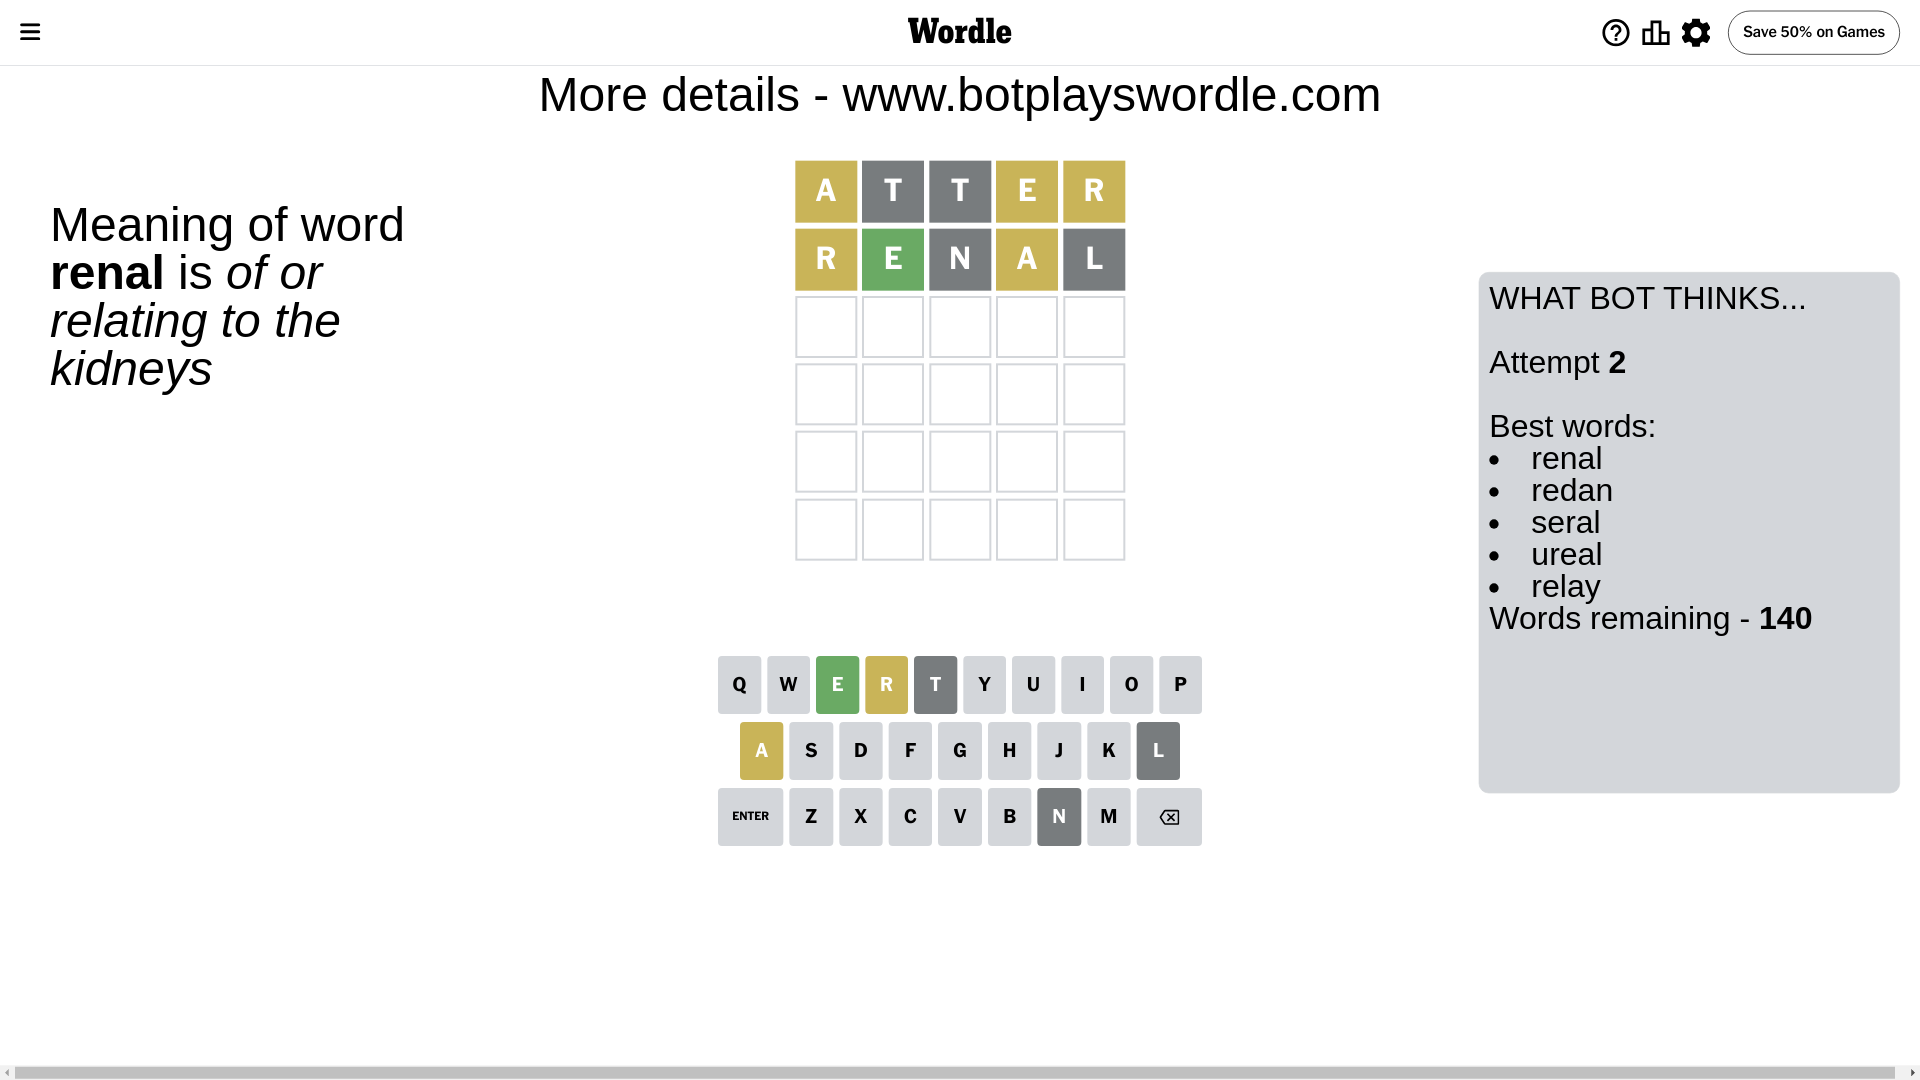 Wordle
Save 50% on Games
More details - www.botplayswordle.com
Meaning of word
renal is of or
relating to the
kidneys
A T T E R
R E N A L
WHAT BOT THINKS...
Attempt 2
Best words:
renal
redan
seral
ureal
relay
Words remaining - 140
Q W E R T Y U I O P
A S D F G H J K L
ENTER Z X C V B N M